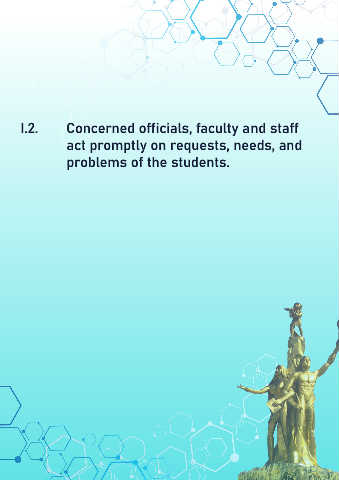 I.2. Concerned officials, faculty and staff
act promptly on requests, needs, and
problems of the students.